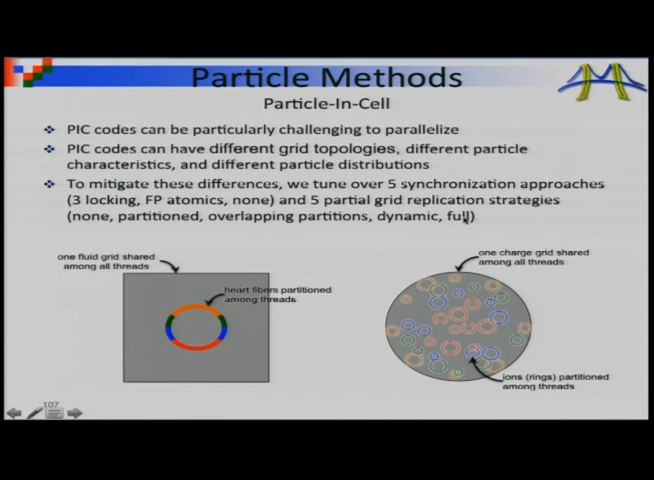 Particle Methods
Particle-In-Cell
PIC codes can be particularly challenging to parallelize
PIC codes can have different grid topologies, different particle
characteristics, and different particle distributions
To mitigate these differences, we tune over 5 synchronization approaches
(3 locking, FP atomics, none) and 5 partial grid replication strategies
(none, partitioned, overlapping partitions, dynamic, full)
one fluid grid shared
among all threads
heart fibers partitioned
among threads
one charge grid shared
among all threads
ions (rings) partitioned
among threads
107